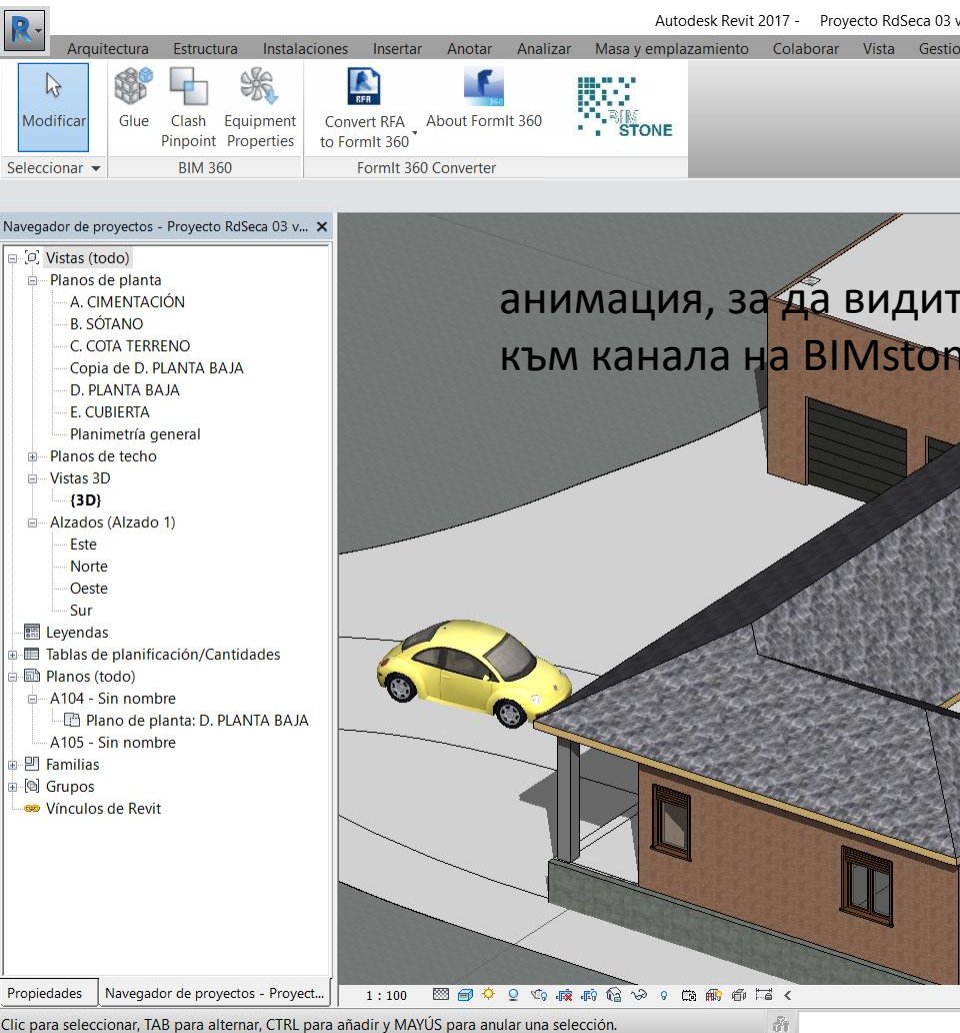 Autodesk Revit 2017 - Proyecto RdSeca 03 v
Arquitectura Estructura Instalaciones Insertar Anotar Analizar Masa y emplazamiento Colaborar Vista Gestio
Modificar
Glue
Clash Pinpoint
Equipment Properties
Convert RFA to FormIt 360
About FormIt 360
RFA
360
BIM
STONE
Seleccionar
BIM 360
FormIt 360 Converter
Navegador de proyectos - Proyecto RdSeca 03 v...
Vistas (todo)
Planos de planta
A. CIMENTACIÓN
B. SÓTANO
C. COTA TERRENO
Copia de D. PLANTA BAJA
D. PLANTA BAJA
E. CUBIERTA
Planimetría general
Planos de techo
Vistas 3D
{3D}
Alzados (Alzado 1)
Este
Norte
Oeste
Sur
Leyendas
Tablas de planificación/Cantidades
Planos (todo)
A104 - Sin nombre
Plano de planta: D. PLANTA BAJA
A105 - Sin nombre
Familias
Grupos
Vínculos de Revit
анимация, за да видит
към канала на BIMston
Propiedades
Navegador de proyectos - Proyect...
1 : 100
Clic para seleccionar, TAB para alternar, CTRL para añadir y MAYÚS para anular una selección.